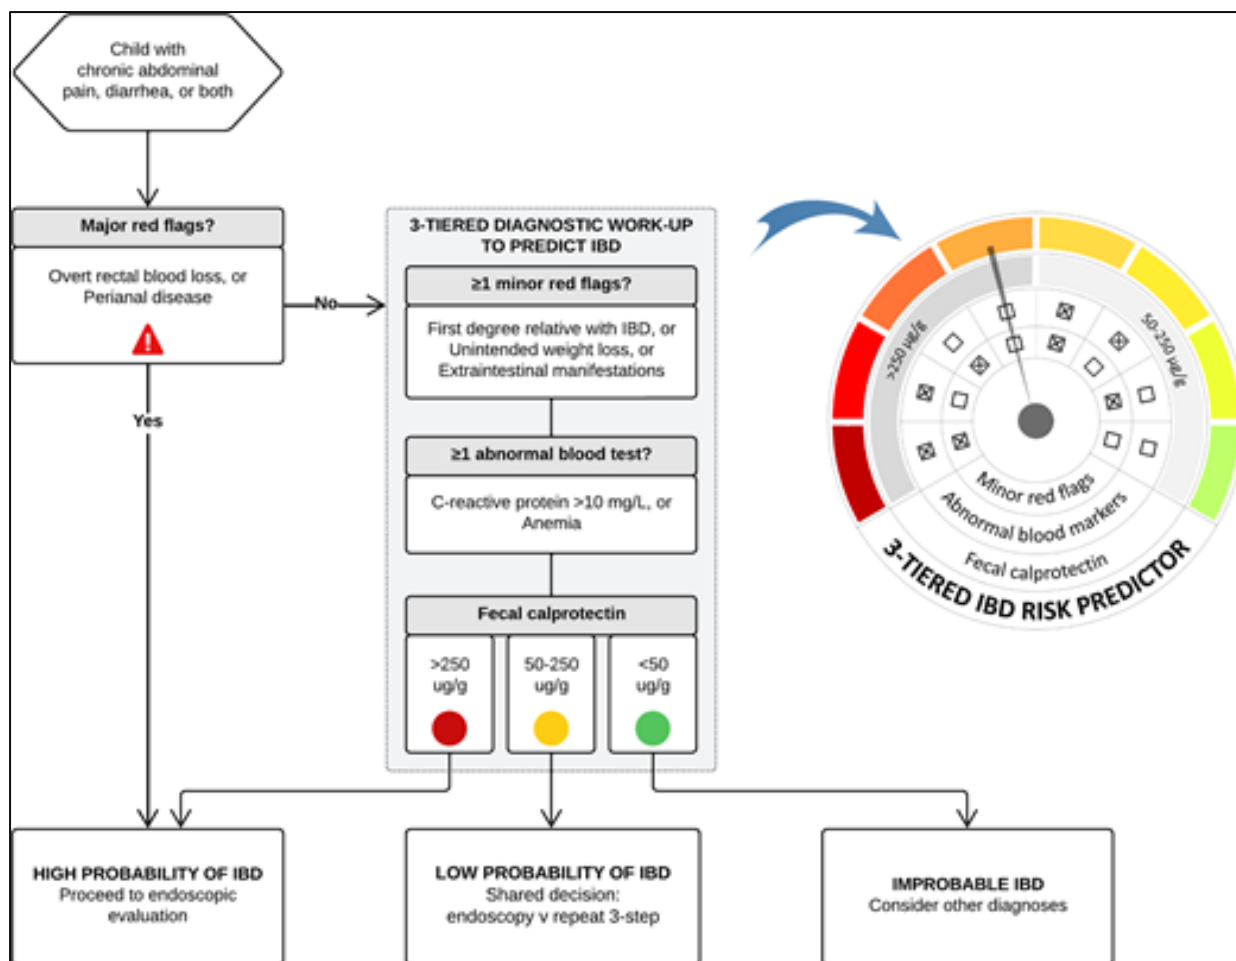 Child with
chronic abdominal
pain, diarrhea, or both
Major red flags?
Overt rectal blood loss, or
Perianal disease
No
Yes
3-TIERED DIAGNOSTIC WORK-UP
TO PREDICT IBD
≥1 minor red flags?
First degree relative with IBD, or
Unintended weight loss, or
Extraintestinal manifestations
≥1 abnormal blood test?
C-reactive protein >10 mg/L, or
Anemia
Fecal calprotectin
>250
ug/g
50-250
ug/g
<50
ug/g
HIGH PROBABILITY OF IBD
Proceed to endoscopic
evaluation
LOW PROBABILITY OF IBD
Shared decision:
endoscopy v repeat 3-step
IMPROBABLE IBD
Consider other diagnoses
>250 µg/g
50-250 µg/g
Minor red flags
Abnormal blood markers
Fecal calprotectin
3-TIERED IBD RISK PREDICTOR